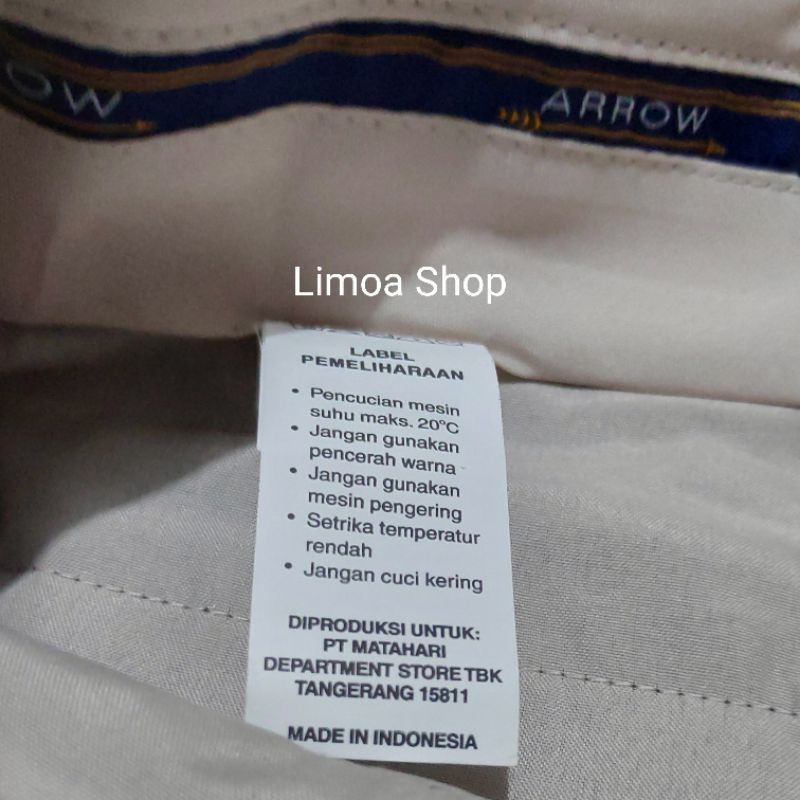 OW
ARROW
Limoa Shop
LABEL
PEMELIHARAAN
• Pencucian mesin
suhu maks. 20°C
• Jangan gunakan
pencerah warna
• Jangan gunakan
mesin pengering
• Setrika temperatur
rendah
• Jangan cuci kering
DIPRODUKSI UNTUK:
PT MATAHARI
DEPARTMENT STORE TBK
TANGERANG 15811
MADE IN INDONESIA